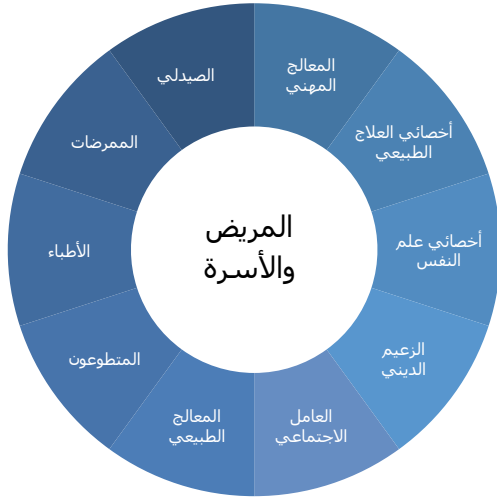 المعالج
المهني
أخصائي العلاج
الطبيعي
أخصائي علم
النفس
الزعيم
الديني
العامل
الاجتماعي
المعالج
الطبيعي
المتطوعون
الأطباء
الممرضات
الصيدلي
المريض
والأسرة